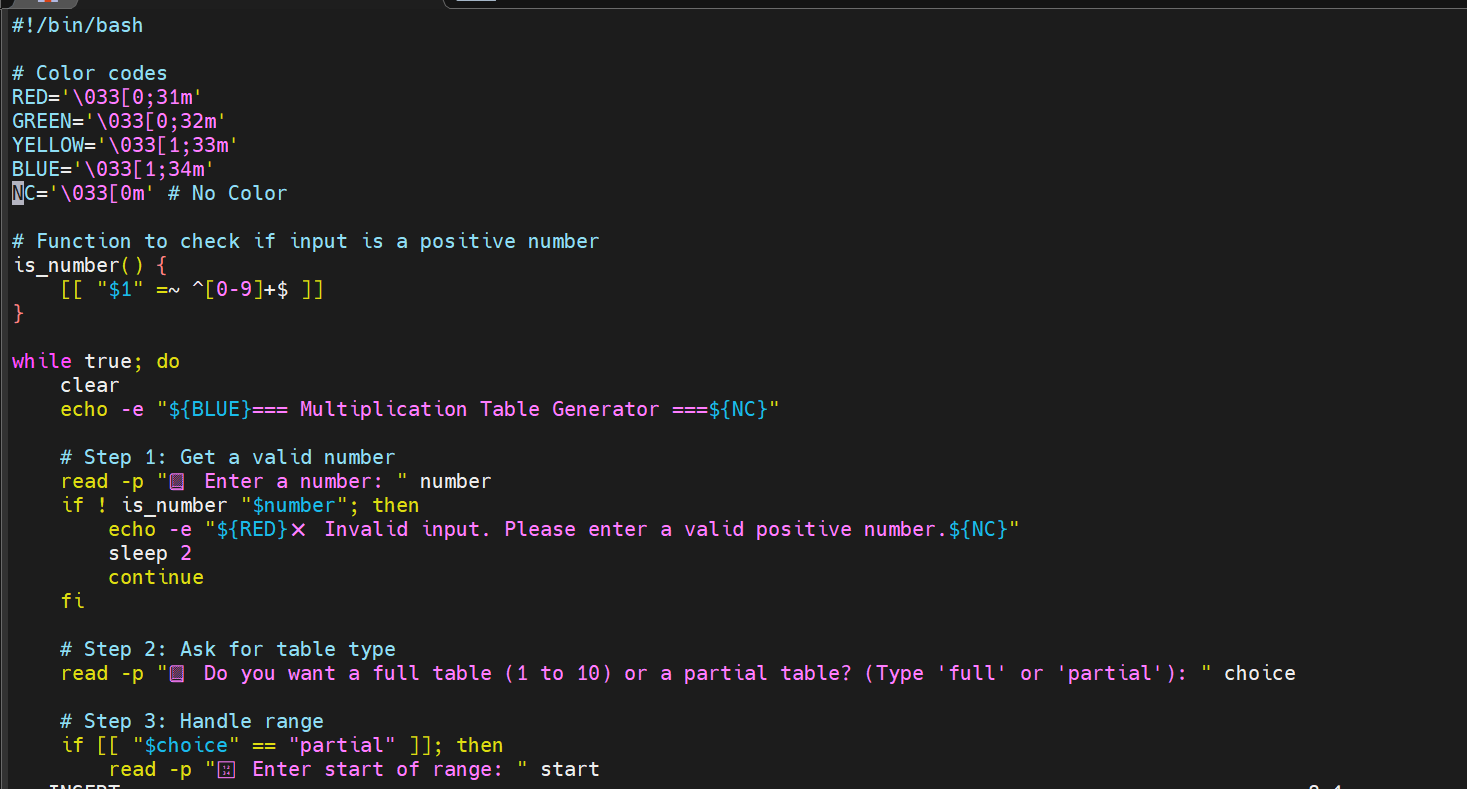 #!/bin/bash

# Color codes
RED='\033[0;31m'
GREEN='\033[0;32m'
YELLOW='\033[1;33m'
BLUE='\033[1;34m'
NC='\033[0m' # No Color

# Function to check if input is a positive number
is_number() {
    [[ "$1" =~ ^[0-9]+$ ]]
}

while true; do
    clear
    echo -e "${BLUE}=== Multiplication Table Generator ===${NC}"

    # Step 1: Get a valid number
    read -p "📘 Enter a number: " number
    if ! is_number "$number"; then
        echo -e "${RED}❌ Invalid input. Please enter a valid positive number.${NC}"
        sleep 2
        continue
    fi

    # Step 2: Ask for table type
    read -p "📘 Do you want a full table (1 to 10) or a partial table? (Type 'full' or 'partial'): " choice

    # Step 3: Handle range
    if [[ "$choice" == "partial" ]]; then
        read -p "🔢 Enter start of range: " start